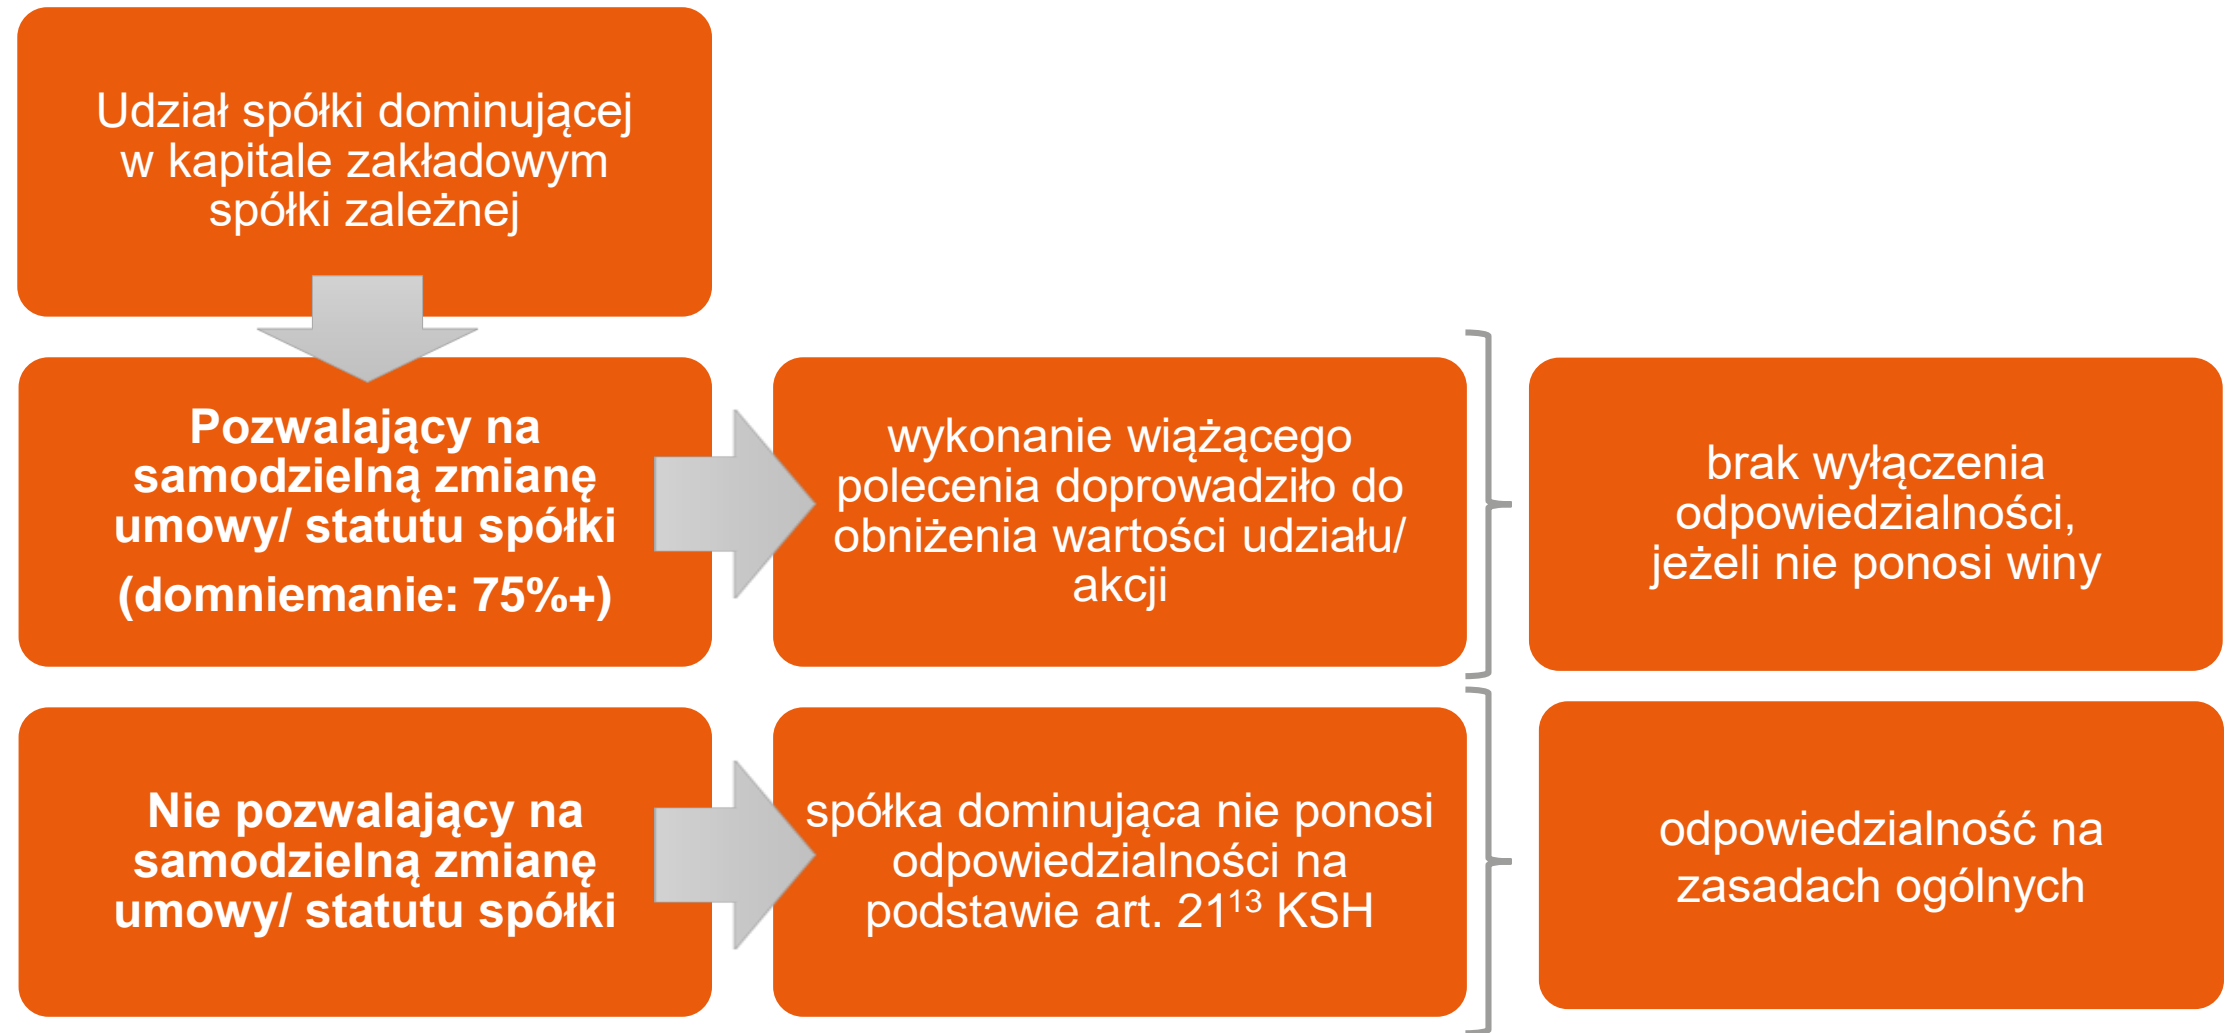 Udział spółki dominującej
w kapitale zakładowym
spółki zależnej
Pozwalający na
samodzielną zmianę
umowy/ statutu spółki
(domniemanie: 75%+)
wykonanie wiążącego
polecenia doprowadziło do
obniżenia wartości udziału/
akcji
brak wyłączenia
odpowiedzialności,
jeżeli nie ponosi winy
Nie pozwalający na
samodzielną zmianę
umowy/ statutu spółki
spółka dominująca nie ponosi
odpowiedzialności na
podstawie art. 21¹³ KSH
odpowiedzialność na
zasadach ogólnych